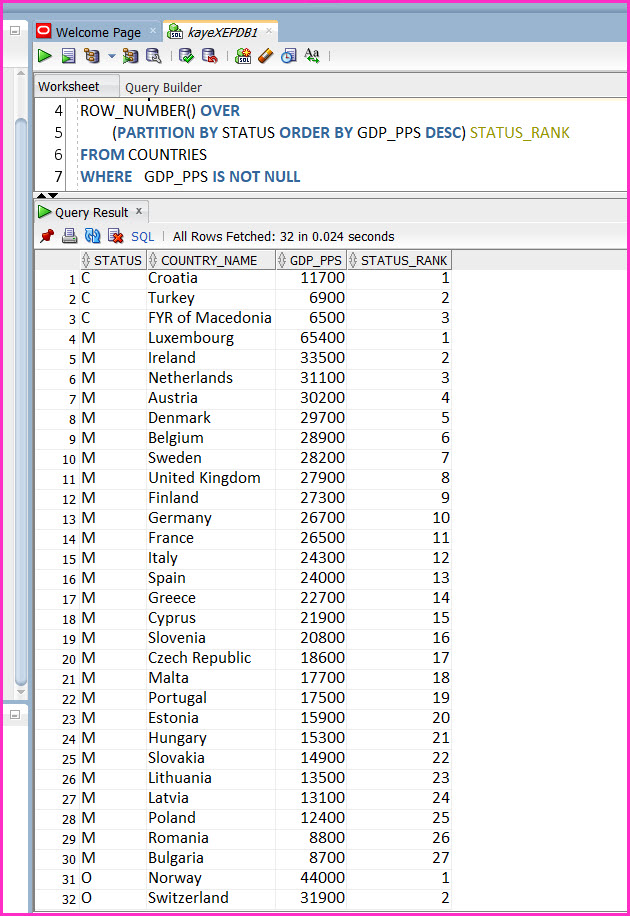 Welcome Page × kayeXEPDB1 ×
Worksheet Query Builder
4 ROW_NUMBER() OVER
5 (PARTITION BY STATUS ORDER BY GDP_PPS DESC) STATUS_RANK
6 FROM COUNTRIES
7 WHERE GDP_PPS IS NOT NULL
Query Result ×
SQL | All Rows Fetched: 32 in 0.024 seconds
STATUS COUNTRY_NAME GDP_PPS STATUS_RANK
1 C Croatia 11700 1
2 C Turkey 6900 2
3 C FYR of Macedonia 6500 3
4 M Luxembourg 65400 1
5 M Ireland 33500 2
6 M Netherlands 31100 3
7 M Austria 30200 4
8 M Denmark 29700 5
9 M Belgium 28900 6
10 M Sweden 28200 7
11 M United Kingdom 27900 8
12 M Finland 27300 9
13 M Germany 26700 10
14 M France 26500 11
15 M Italy 24300 12
16 M Spain 24000 13
17 M Greece 22700 14
18 M Cyprus 21900 15
19 M Slovenia 20800 16
20 M Czech Republic 18600 17
21 M Malta 17700 18
22 M Portugal 17500 19
23 M Estonia 15900 20
24 M Hungary 15300 21
25 M Slovakia 14900 22
26 M Lithuania 13500 23
27 M Latvia 13100 24
28 M Poland 12400 25
29 M Romania 8800 26
30 M Bulgaria 8700 27
31 O Norway 44000 1
32 O Switzerland 31900 2